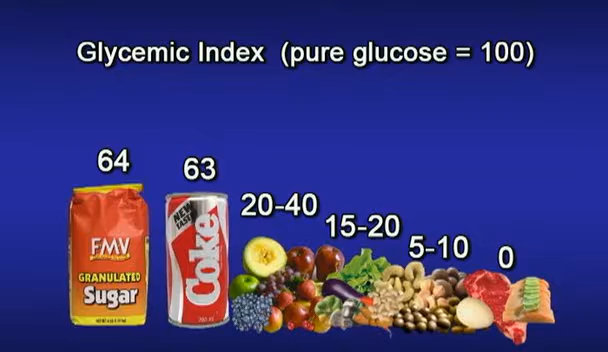 Glycemic Index (pure glucose = 100)
64
63
20-40
15-20
5-10
0
FMV
GRANULATED
Sugar
NEW
TASTE
Coke